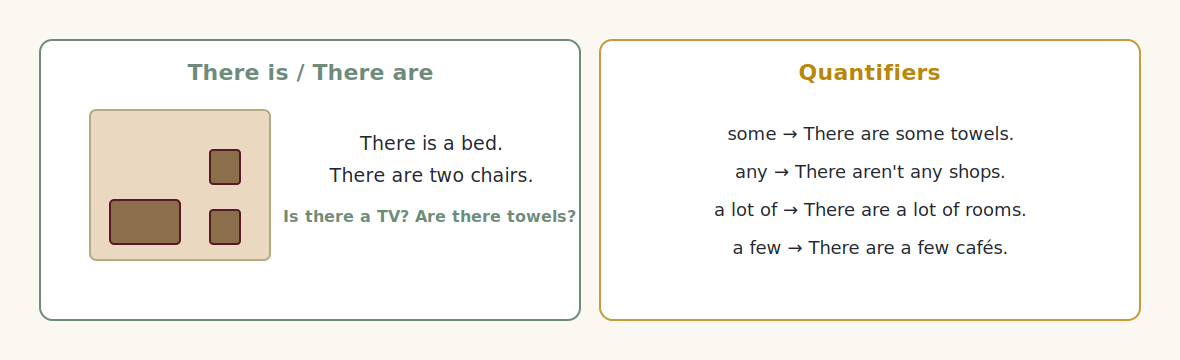 There is / There are
There is a bed.
There are two chairs.
Is there a TV? Are there towels?
Quantifiers
some → There are some towels.
any → There aren't any shops.
a lot of → There are a lot of rooms.
a few → There are a few cafés.